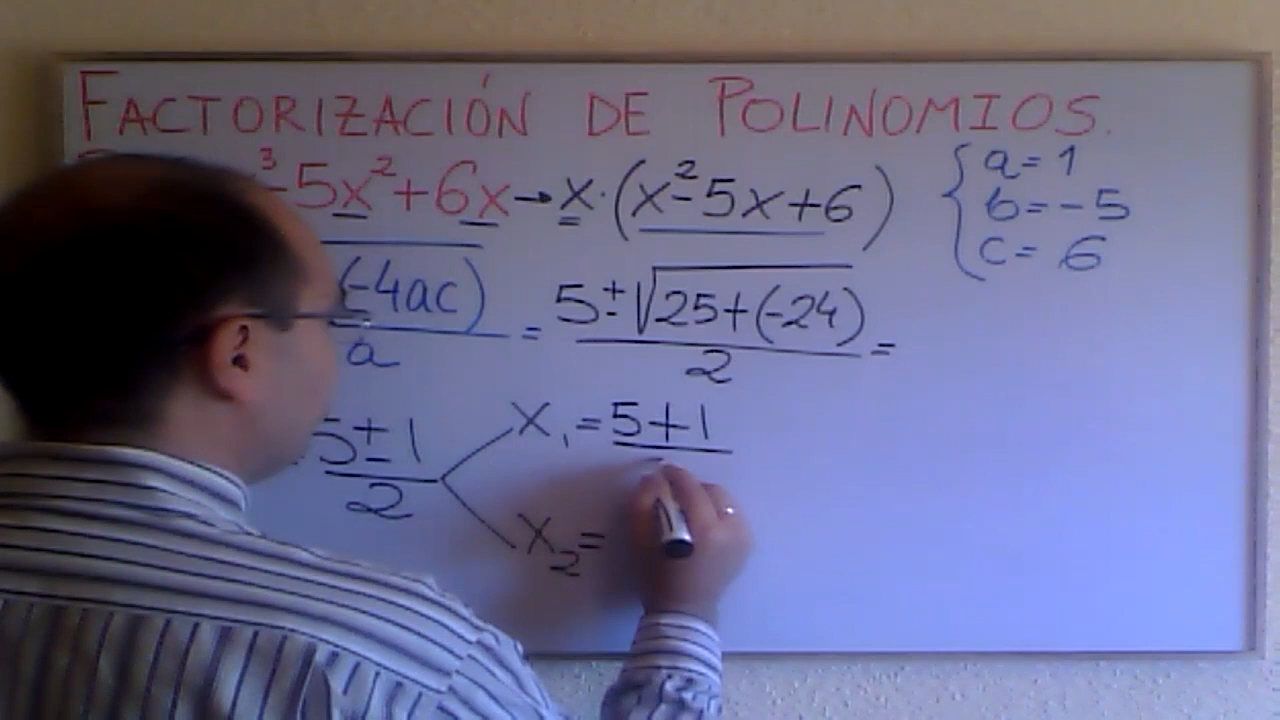 FACTORIZACIÓN DE POLINOMIOS.
³-5x²+6x→x·(x²-5x+6)
{a=1
b=-5
c=6
(-4ac)
a
= 5±√25+(-24)
2 =
5±1
2
x₁=5+1
x₂=